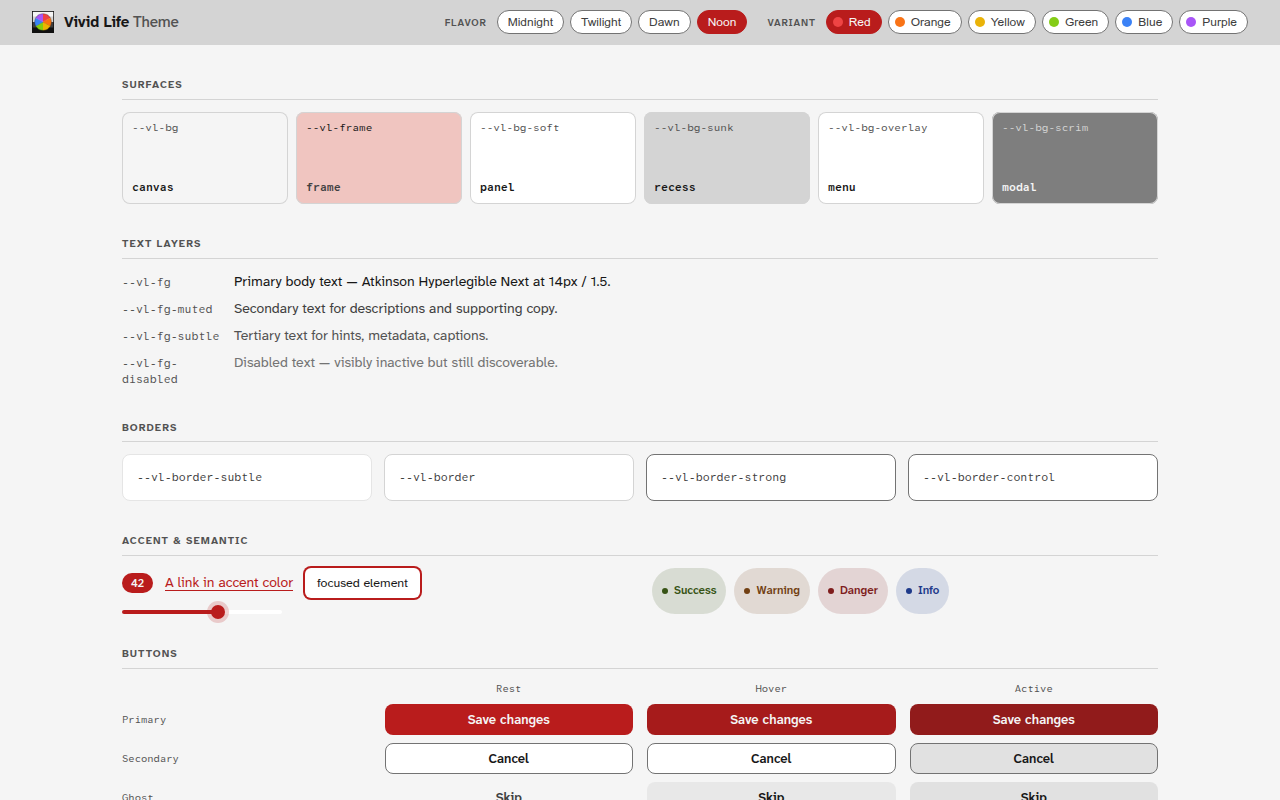 Vivid Life Theme
FLAVOR Midnight Twilight Dawn Noon VARIANT Red Orange Yellow Green Blue Purple
SURFACES
--vl-bg --vl-frame --vl-bg-soft --vl-bg-sunk --vl-bg-overlay --vl-bg-scrim
canvas frame panel recess menu modal
TEXT LAYERS
--vl-fg Primary body text — Atkinson Hyperlegible Next at 14px / 1.5.
--vl-fg-muted Secondary text for descriptions and supporting copy.
--vl-fg-subtle Tertiary text for hints, metadata, captions.
--vl-fg-disabled Disabled text — visibly inactive but still discoverable.
BORDERS
--vl-border-subtle --vl-border --vl-border-strong --vl-border-control
ACCENT & SEMANTIC
42 A link in accent color focused element Success Warning Danger Info
BUTTONS
Rest Hover Active
Primary Save changes Save changes Save changes
Secondary Cancel Cancel Cancel
Ghost Skip Skip Skip